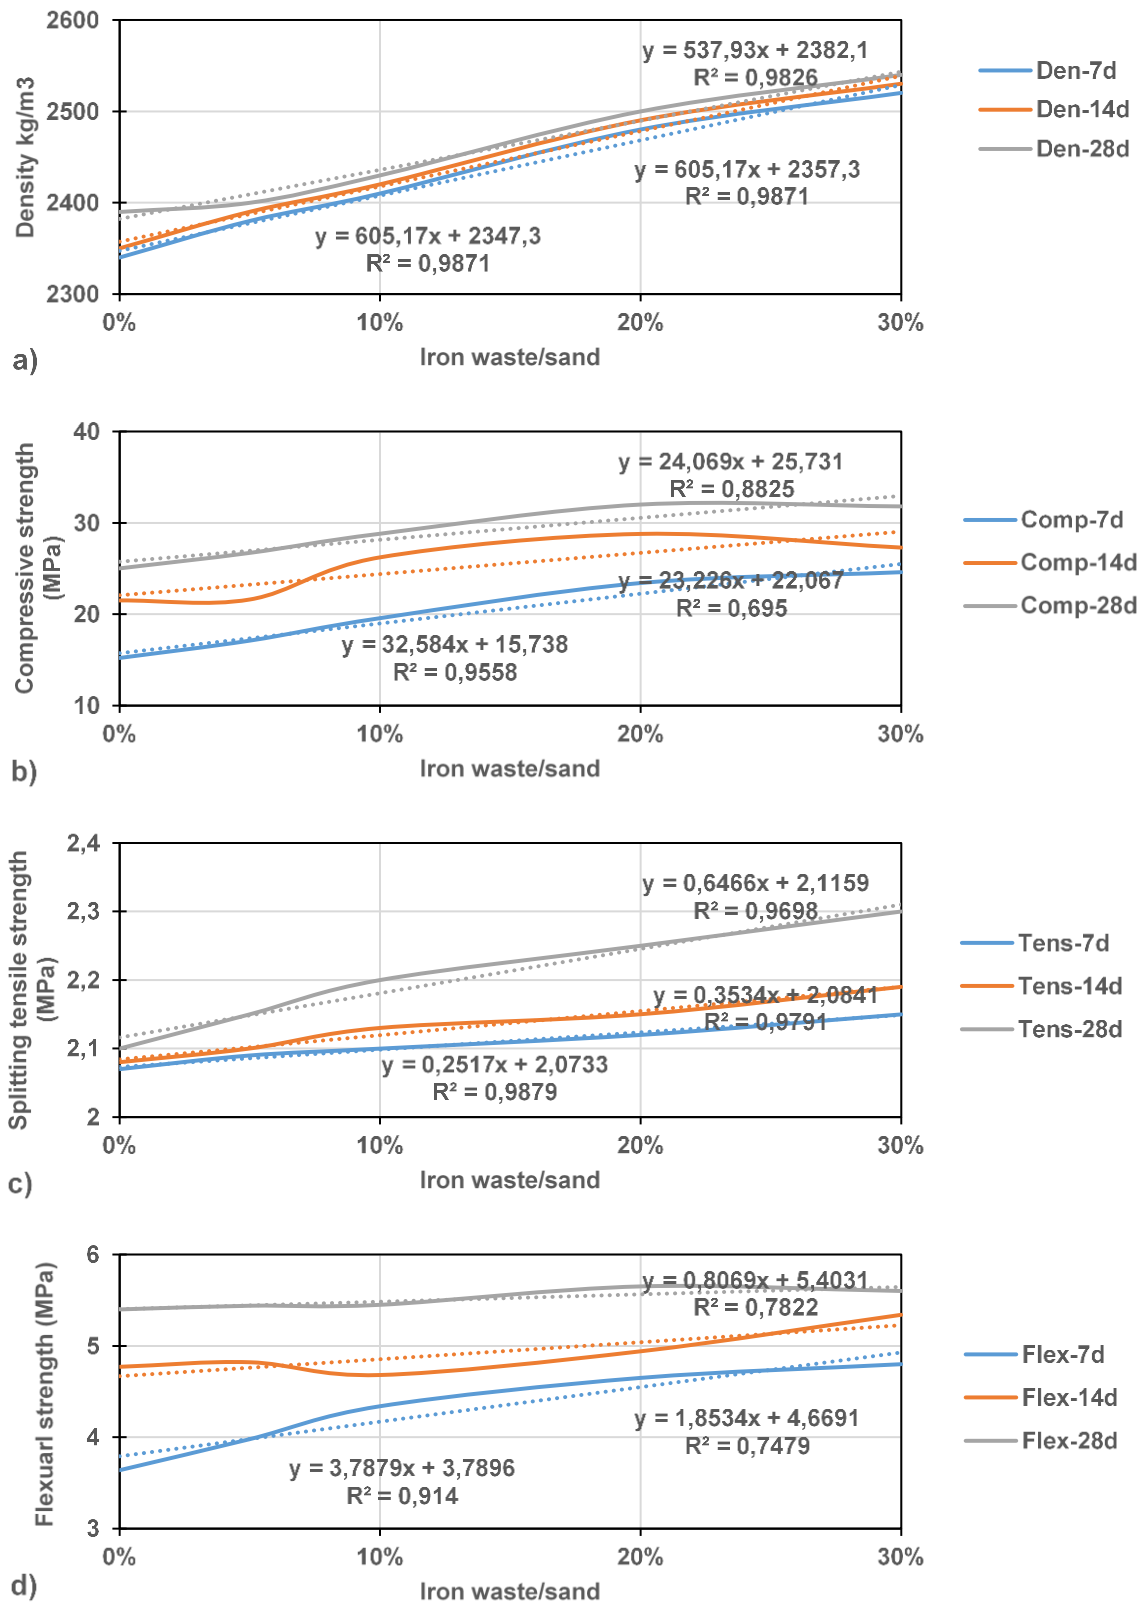 2600
2500
2400
2300
Density kg/m3
y = 537,93x + 2382,1
R² = 0,9826
y = 605,17x + 2357,3
R² = 0,9871
y = 605,17x + 2347,3
R² = 0,9871
0%
10%
20%
30%
Iron waste/sand
Den-7d
Den-14d
Den-28d
a)
40
30
20
10
Compressive strength
(MPa)
y = 24,069x + 25,731
R² = 0,8825
y = 23,226x + 22,067
R² = 0,695
y = 32,584x + 15,738
R² = 0,9558
0%
10%
20%
30%
Iron waste/sand
Comp-7d
Comp-14d
Comp-28d
b)
2,4
2,3
2,2
2,1
2
Splitting tensile strength
(MPa)
y = 0,6466x + 2,1159
R² = 0,9698
y = 0,3534x + 2,0841
R² = 0,9791
y = 0,2517x + 2,0733
R² = 0,9879
0%
10%
20%
30%
Iron waste/sand
Tens-7d
Tens-14d
Tens-28d
c)
6
5
4
3
Flexuarl strength (MPa)
y = 0,8069x + 5,4031
R² = 0,7822
y = 1,8534x + 4,6691
R² = 0,7479
y = 3,7879x + 3,7896
R² = 0,914
0%
10%
20%
30%
Iron waste/sand
Flex-7d
Flex-14d
Flex-28d
d)